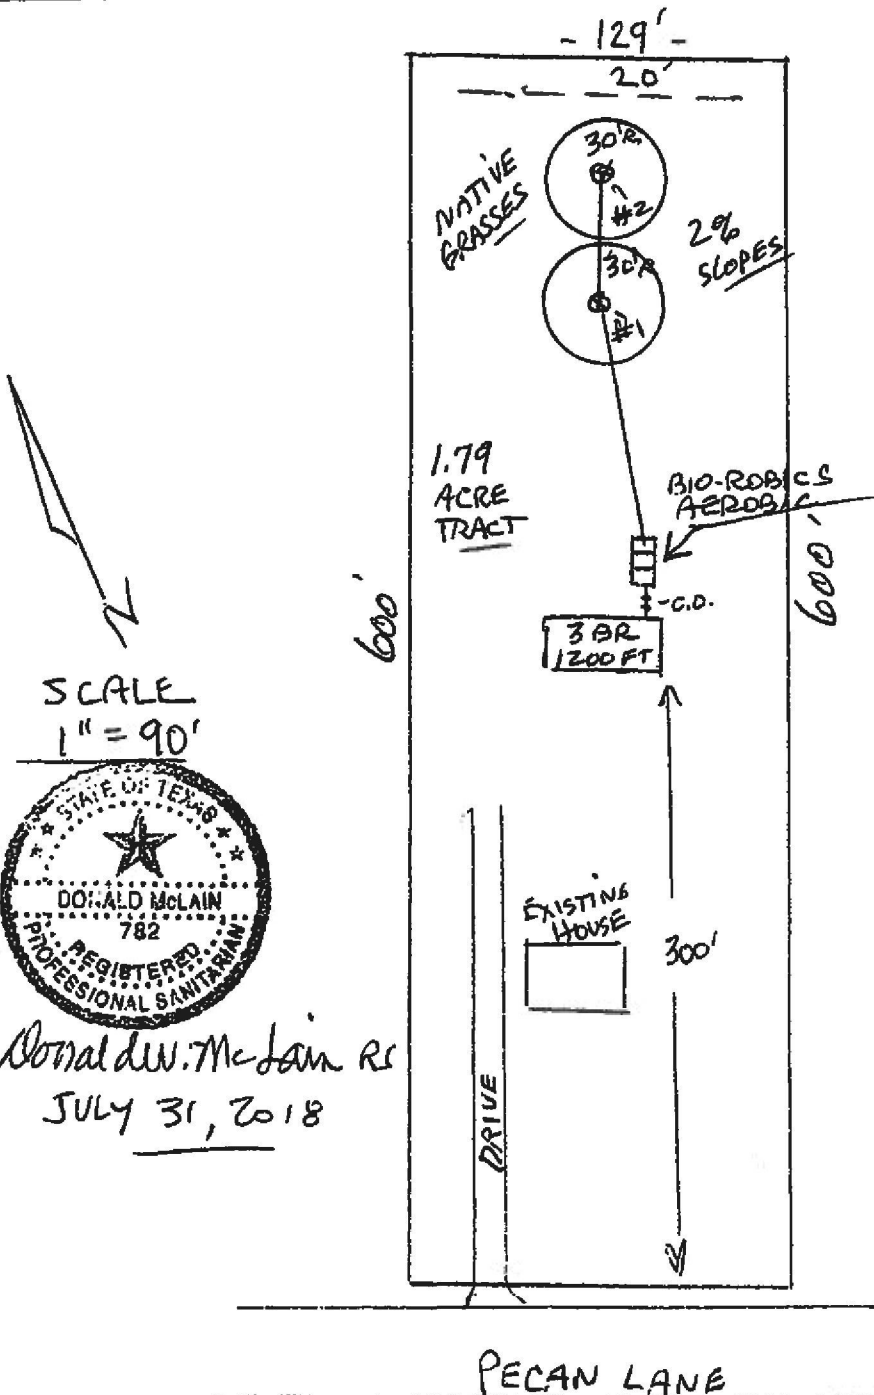 - 129' -
20'
30'R
#2
NATIVE
GRASSES
2%
SLOPES
30'R
#1
1.79
ACRE
TRACT
BIO-ROBICS
AEROBIC
600'
600'
-C.O.
3 BR
1200 FT
SCALE
1" = 90'
STATE OF TEXAS
DONALD McLAIN
782
REGISTERED
PROFESSIONAL SANITARIAN
Donald W. McLain RS
JULY 31, 2018
EXISTING
HOUSE
300'
DRIVE
PECAN LANE